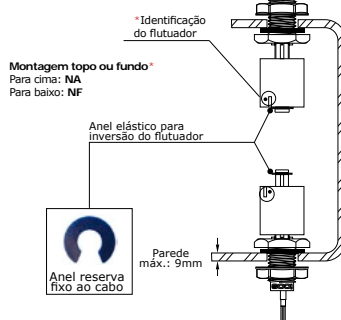 *Identificação
do flutuador
Montagem topo ou fundo*
Para cima: NA
Para baixo: NF
Anel elástico para
inversão do flutuador
Anel reserva
fixo ao cabo
Parede
máx.: 9mm